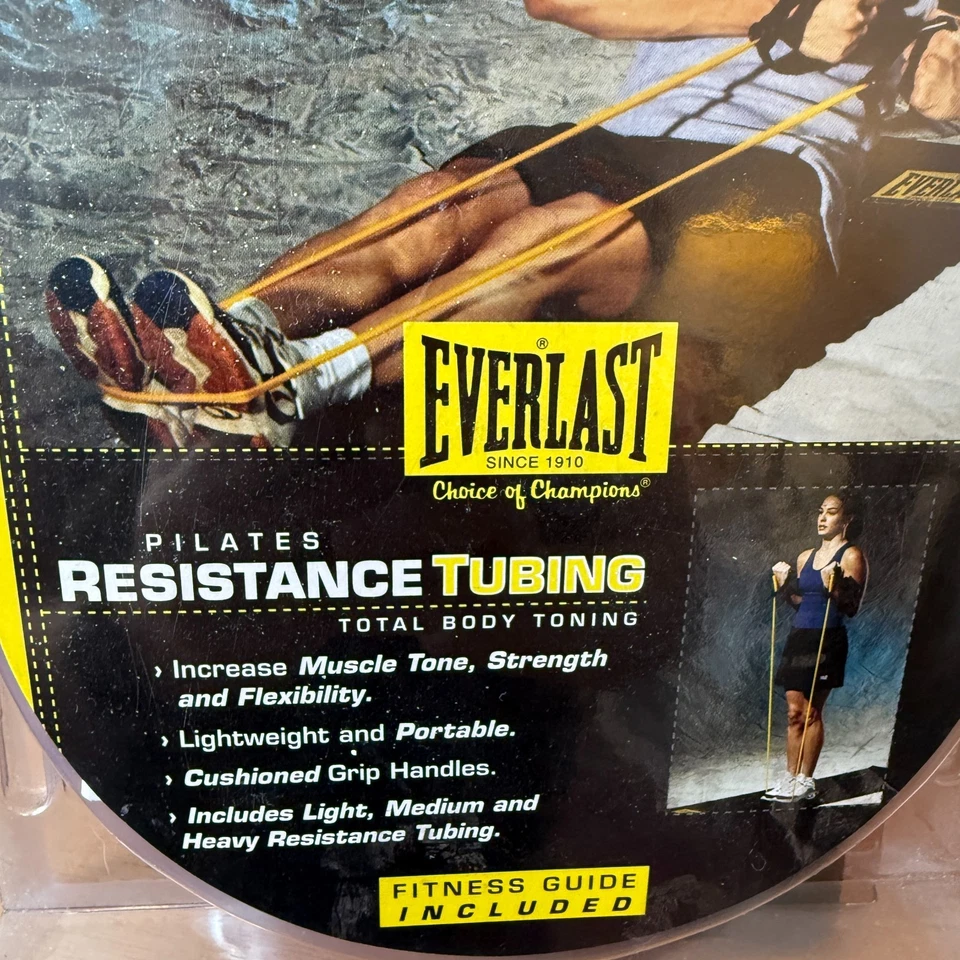 EVERLAST®
SINCE 1910
Choice of Champions®
PILATES
RESISTANCE TUBING
TOTAL BODY TONING
› Increase Muscle Tone, Strength
and Flexibility.
› Lightweight and Portable.
› Cushioned Grip Handles.
› Includes Light, Medium and
Heavy Resistance Tubing.
FITNESS GUIDE
INCLUDED